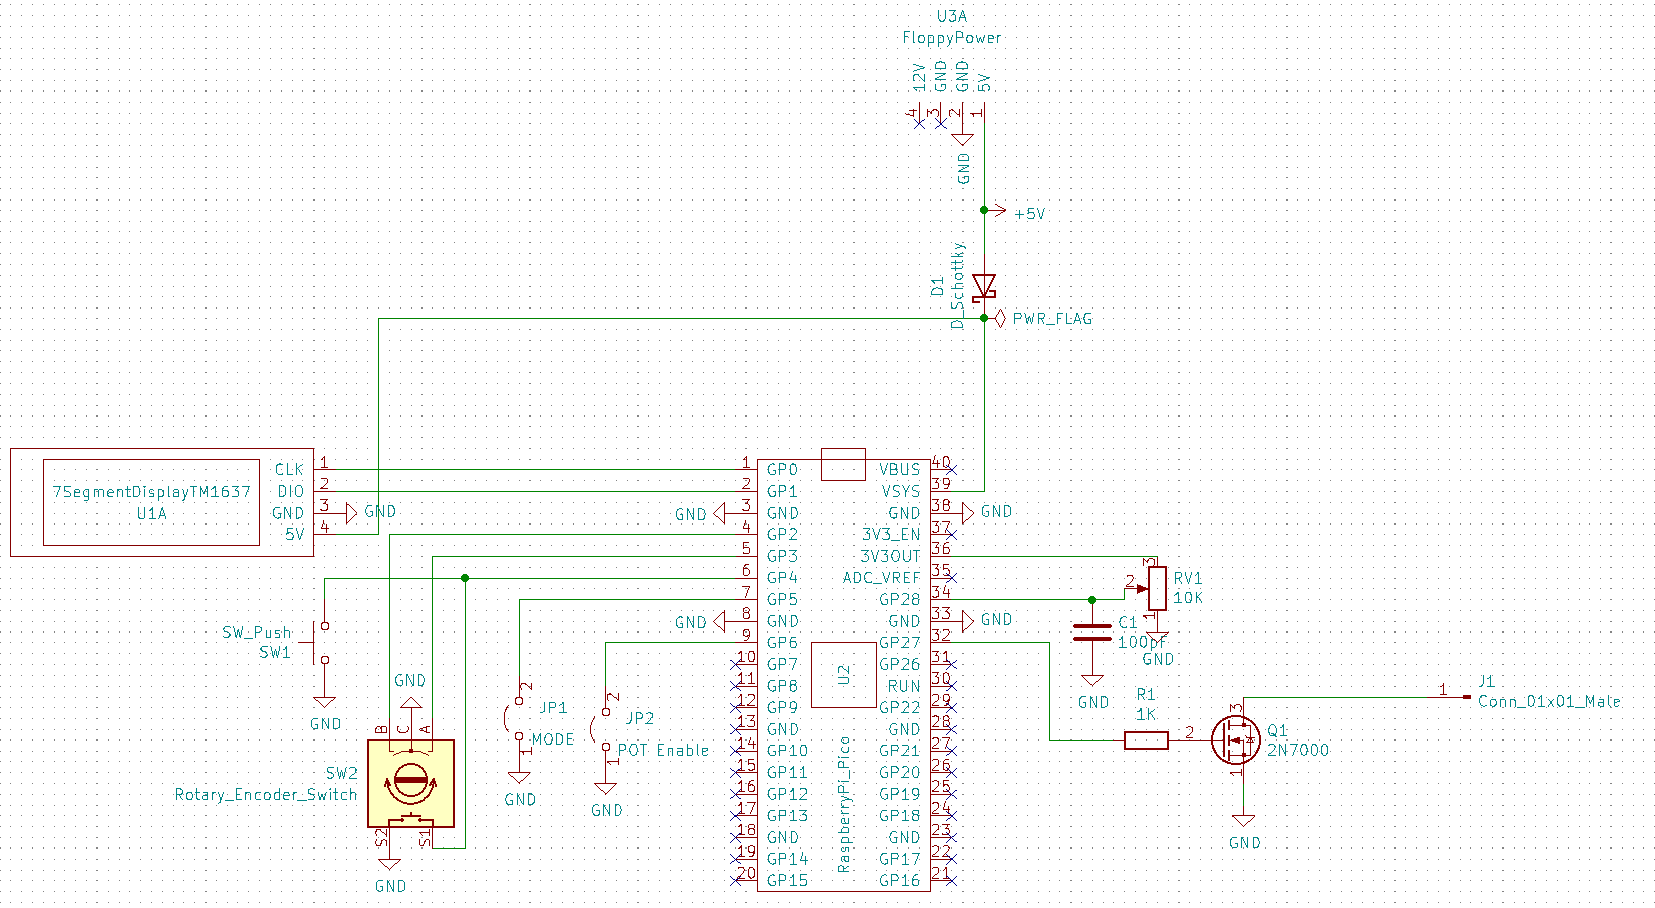 U3A
FloppyPower
12V
GND
GND
5V
4
3
2
1
GND
+5V
D1
D_Schottky
PWR_FLAG
7SegmentDisplayTM1637
U1A
CLK 1
DIO 2
GND 3
5V 4
GND
U2
RaspberryPi_Pico
1 GP0
2 GP1
GND 3 GND
4 GP2
5 GP3
6 GP4
7 GP5
GND 8 GND
9 GP6
10 GP7
11 GP8
12 GP9
13 GND
14 GP10
15 GP11
16 GP12
17 GP13
18 GND
19 GP14
20 GP15
VBUS 40
VSYS 39
GND 38 GND
3V3_EN 37
3V3OUT 36
ADC_VREF 35
GP28 34
GND 33 GND
GP27 32
GP26 31
RUN 30
GP22 29
GND 28
GP21 27
GP20 26
GP19 25
GP18 24
GND 23
GP17 22
GP16 21
SW_Push
SW1
GND
GND
B
C
A
SW2
Rotary_Encoder_Switch
S2
S1
GND
2
JP1
MODE
1
GND
2
JP2
POT Enable
1
GND
3
2
RV1
10K
1
GND
C1
100pF
GND
R1
1K
2
3
Q1
2N7000
1
GND
1
J1
Conn_01x01_Male